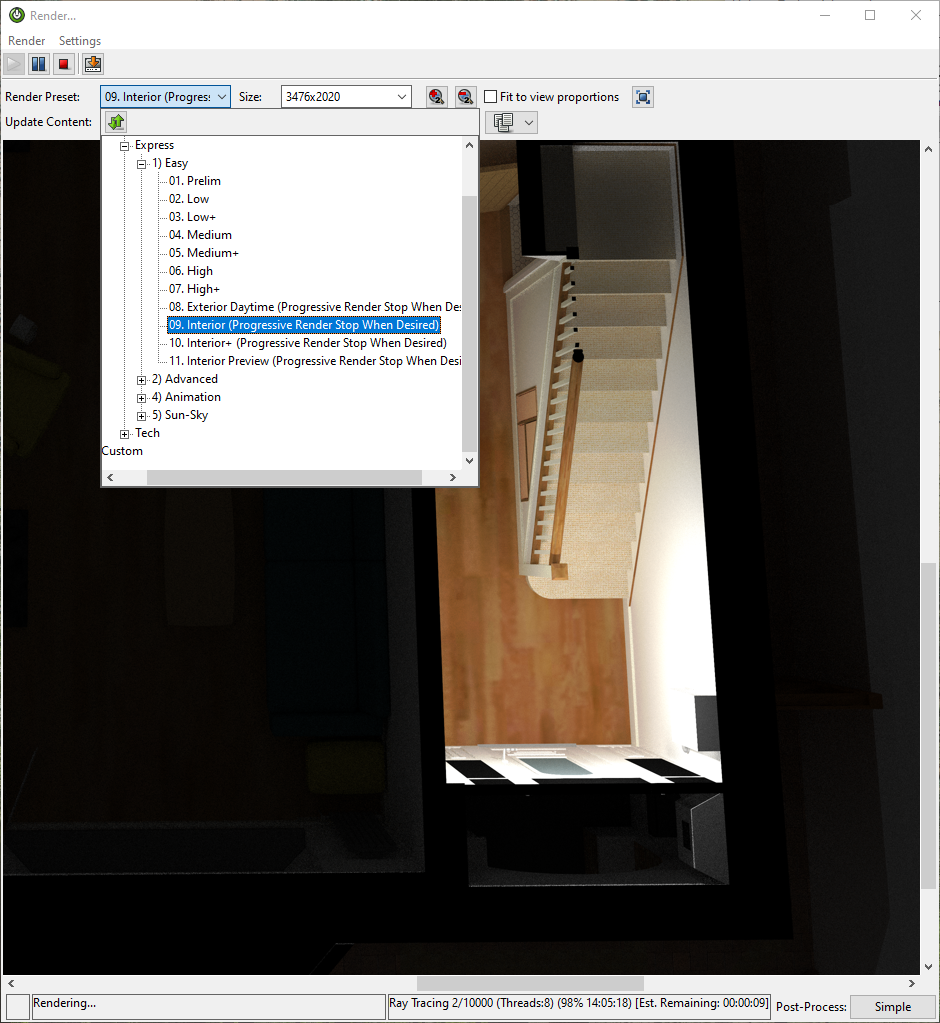 Render...
Render Settings
Render Preset: 09. Interior (Progres: Size: 3476x2020 Fit to view proportions
Update Content:
Express
1) Easy
01. Prelim
02. Low
03. Low+
04. Medium
05. Medium+
06. High
07. High+
08. Exterior Daytime (Progressive Render Stop When Des
09. Interior (Progressive Render Stop When Desired)
10. Interior+ (Progressive Render Stop When Desired)
11. Interior Preview (Progressive Render Stop When Desi
2) Advanced
4) Animation
5) Sun-Sky
Tech
Custom
Rendering... Ray Tracing 2/10000 (Threads:8) (98% 14:05:18) [Est. Remaining: 00:00:09] Post-Process: Simple